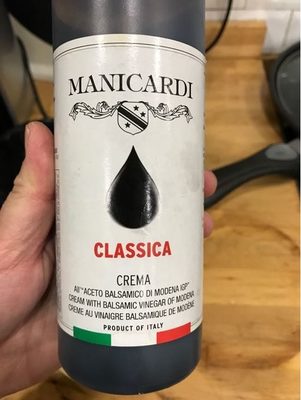 MANICARDI
CLASSICA
CREMA
All'"ACETO BALSAMICO DI MODENA IGP"
CREAM WITH BALSAMIC VINEGAR OF MODENA
CREME AU VINAIGRE BALSAMIQUE DE MODÈNE
PRODUCT OF ITALY